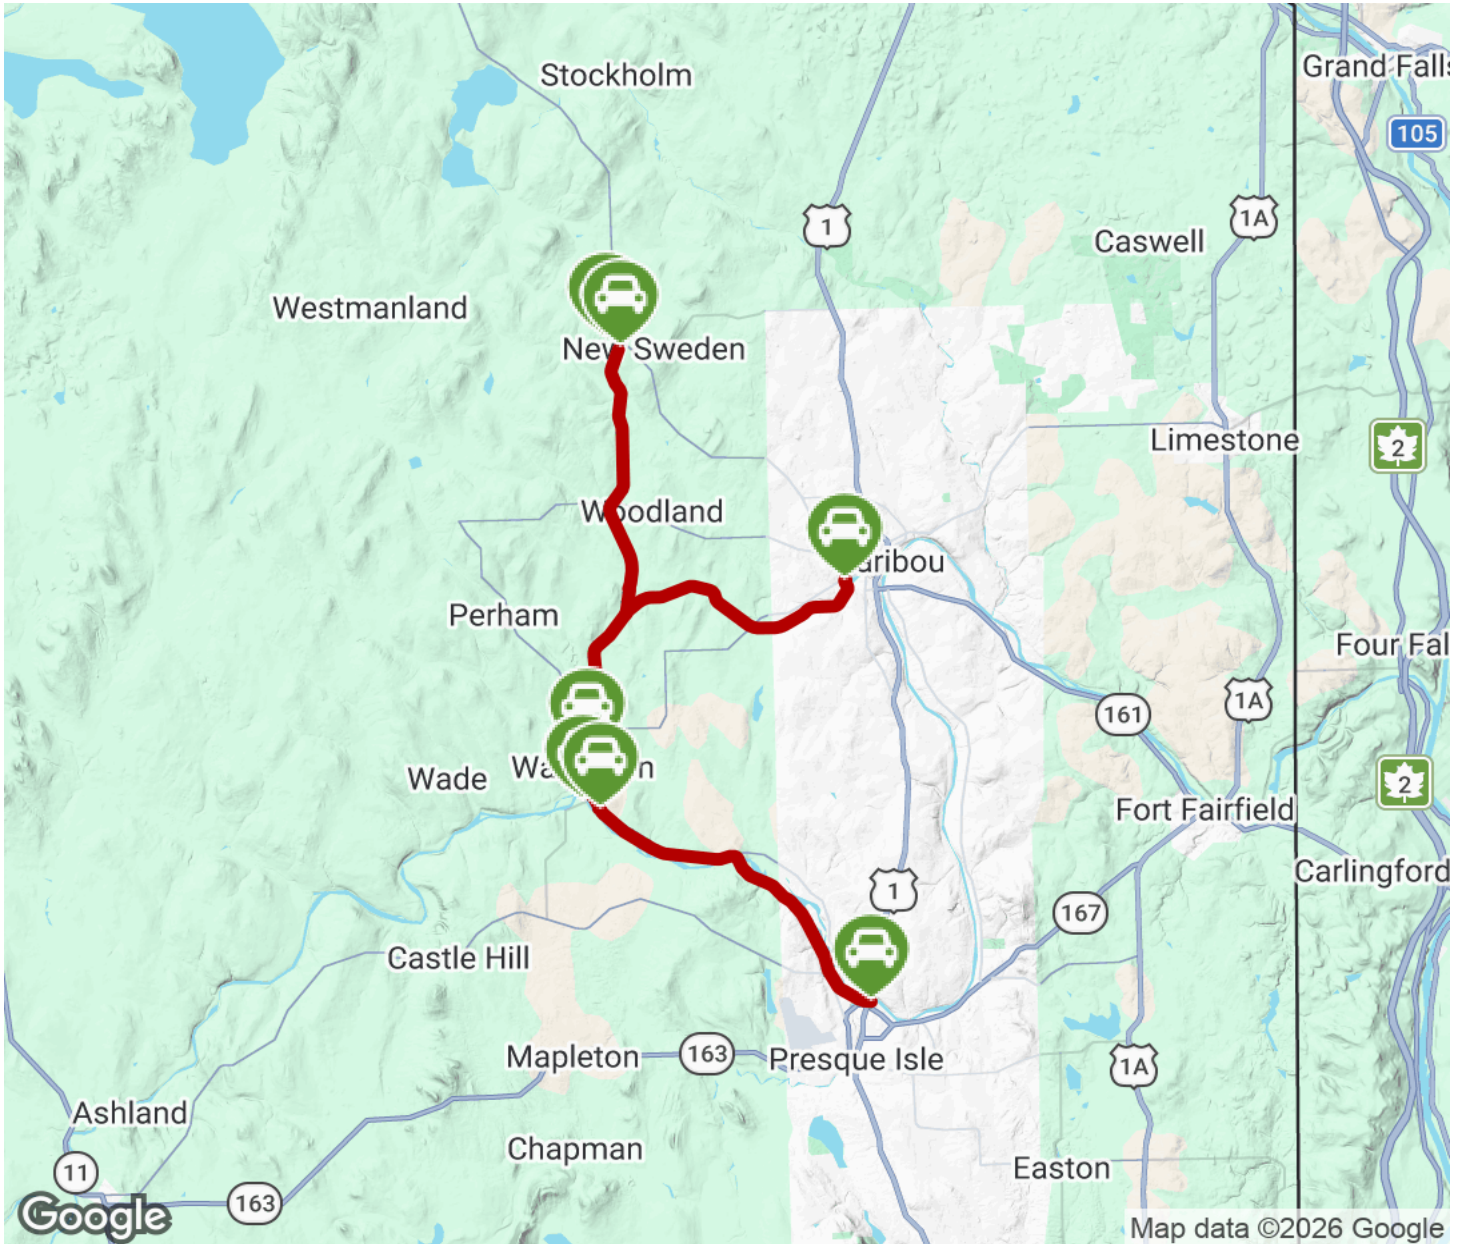 Stockholm
Grand Falls
105
1
1A
Caswell
Westmanland
New Sweden
2
Limestone
Woodland
aribou
Perham
Four Fal
161
1A
Wade
2
Fort Fairfield
Carlingford
1
167
Castle Hill
Mapleton
163
Presque Isle
1A
Ashland
Chapman
Easton
11
163
Google
Map data ©2026 Google